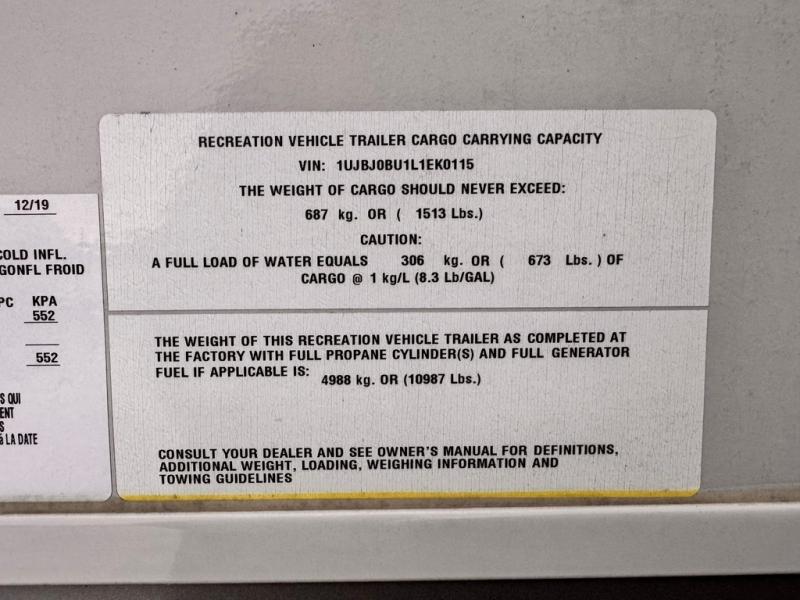 RECREATION VEHICLE TRAILER CARGO CARRYING CAPACITY
VIN: 1UJBJ0BU1L1EK0115
THE WEIGHT OF CARGO SHOULD NEVER EXCEED:
687 kg. OR ( 1513 Lbs.)
CAUTION:
A FULL LOAD OF WATER EQUALS 306 kg. OR ( 673 Lbs. ) OF
CARGO @ 1 kg/L (8.3 Lb/GAL)
THE WEIGHT OF THIS RECREATION VEHICLE TRAILER AS COMPLETED AT
THE FACTORY WITH FULL PROPANE CYLINDER(S) AND FULL GENERATOR
FUEL IF APPLICABLE IS:
4988 kg. OR (10987 Lbs.)
CONSULT YOUR DEALER AND SEE OWNER'S MANUAL FOR DEFINITIONS,
ADDITIONAL WEIGHT, LOADING, WEIGHING INFORMATION AND
TOWING GUIDELINES
12/19
COLD INFL.
GONFL FROID
PC KPA
552
552
S QUI
ENT
S
à LA DATE